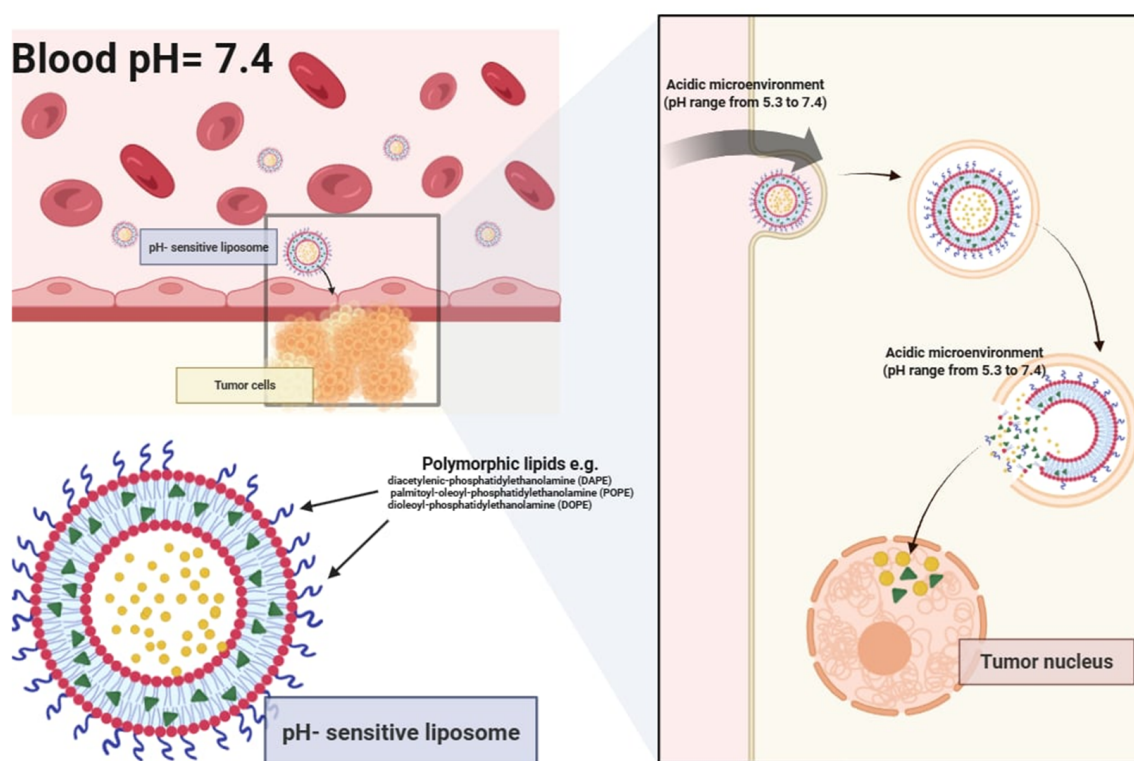 Blood pH= 7.4
pH- sensitive liposome
Tumor cells
Polymorphic lipids e.g.
diacetylenic-phosphatidylethanolamine (DAPE)
palmitoyl-oleoyl-phosphatidylethanolamine (POPE)
dioleoyl-phosphatidylethanolamine (DOPE)
pH- sensitive liposome
Acidic microenvironment
(pH range from 5.3 to 7.4)
Acidic microenvironment
(pH range from 5.3 to 7.4)
Tumor nucleus